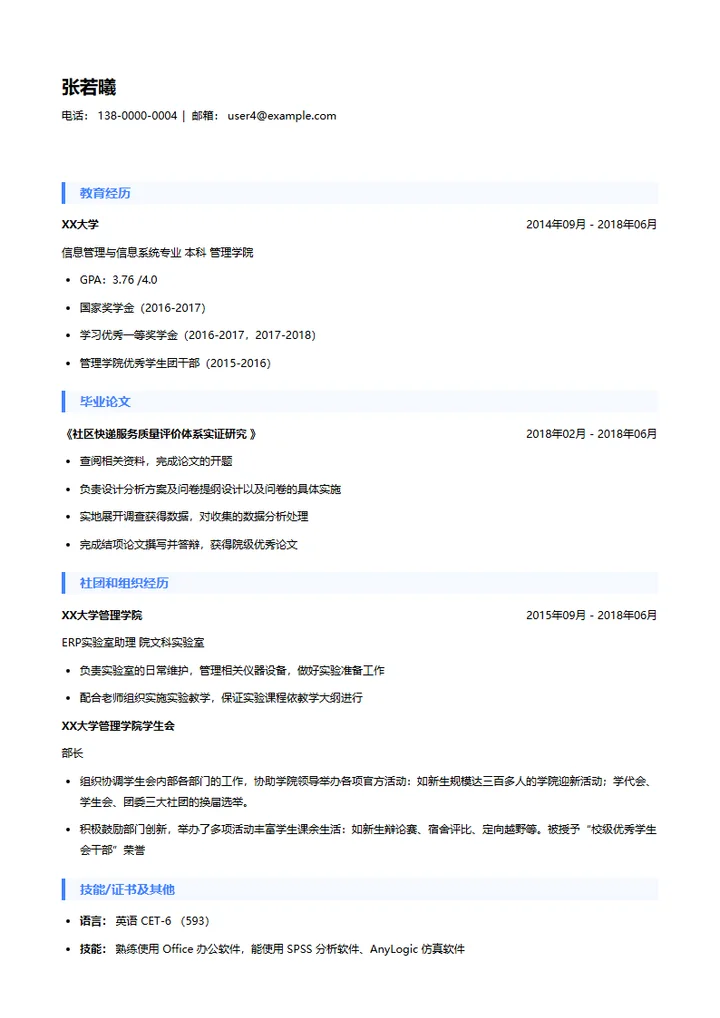 张若曦
电话： 138-0000-0004 | 邮箱： user4@example.com
教育经历
XX大学 2014年09月 - 2018年06月
信息管理与信息系统专业 本科 管理学院
• GPA：3.76 /4.0
• 国家奖学金（2016-2017）
• 学习优秀一等奖学金（2016-2017，2017-2018）
• 管理学院优秀学生团干部（2015-2016）
毕业论文
《社区快递服务质量评价体系实证研究 》 2018年02月 - 2018年06月
• 查阅相关资料，完成论文的开题
• 负责设计分析方案及问卷提纲设计以及问卷的具体实施
• 实地展开调查获得数据，对收集的数据分析处理
• 完成结项论文撰写并答辩，获得院级优秀论文
社团和组织经历
XX大学管理学院 2015年09月 - 2018年06月
ERP实验室助理 院文科实验室
• 负责实验室的日常维护，管理相关仪器设备，做好实验准备工作
• 配合老师组织实施实验教学，保证实验课程依教学大纲进行
XX大学管理学院学生会
部长
• 组织协调学生会内部各部门的工作，协助学院领导举办各项官方活动：如新生规模达三百多人的学院迎新活动；学代会、
学生会、团委三大社团的换届选举。
• 积极鼓励部门创新，举办了多项活动丰富学生课余生活：如新生辩论赛、宿舍评比、定向越野等。被授予“校级优秀学生
会干部”荣誉
技能/证书及其他
• 语言： 英语 CET-6 （593）
• 技能： 熟练使用 Office 办公软件，能使用 SPSS 分析软件、AnyLogic 仿真软件